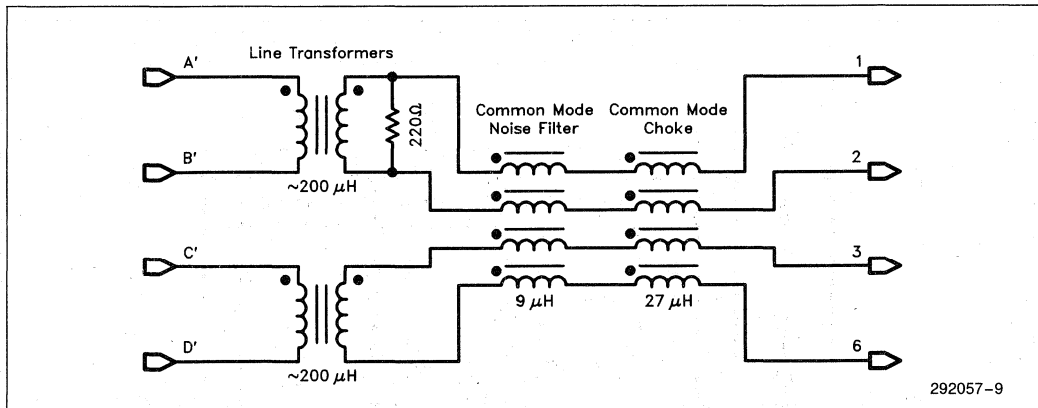 A'
Line Transformers
1
220Ω
Common Mode
Noise Filter
Common Mode
Choke
B'
~200 μH
2
C'
3
9 μH
27 μH
D'
~200 μH
6
292057-9